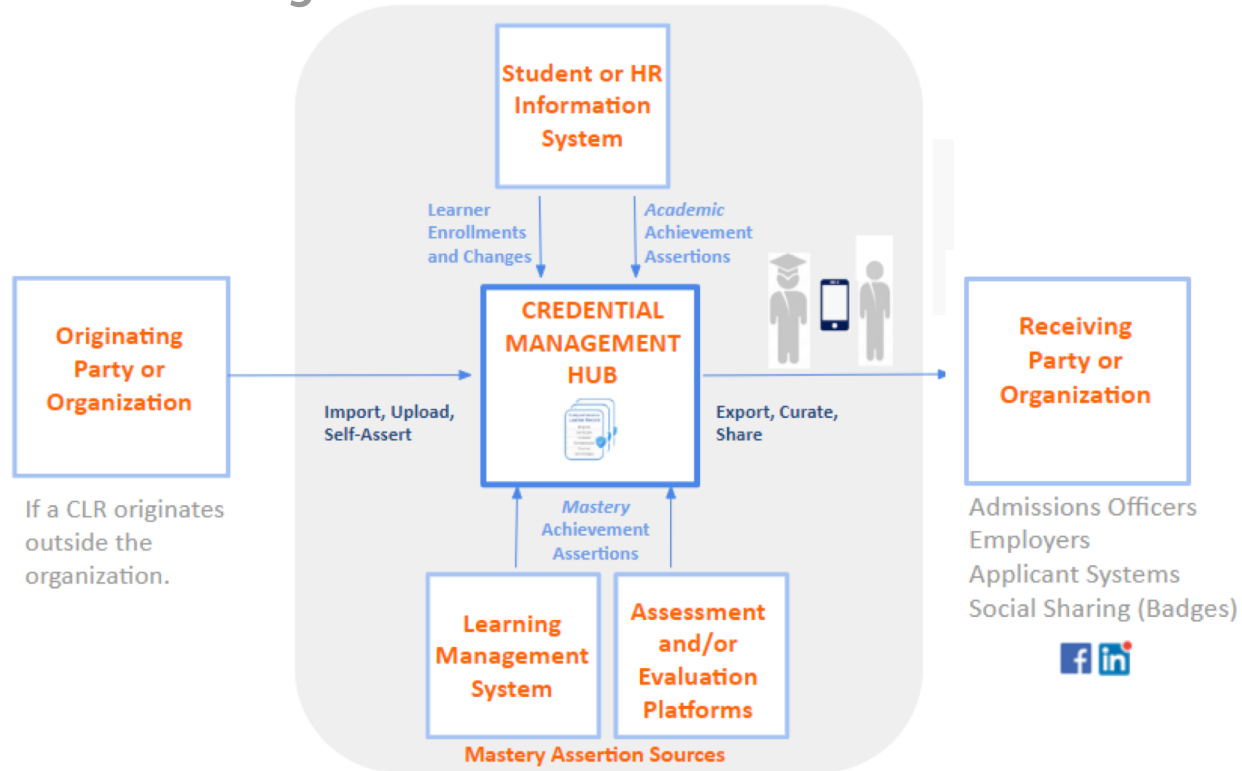 Student or HR
Information
System
Learner
Enrollments
and Changes
Academic
Achievement
Assertions
Originating
Party or
Organization
CREDENTIAL
MANAGEMENT
HUB
Receiving
Party or
Organization
Import, Upload,
Self-Assert
Export, Curate,
Share
If a CLR originates
outside the
organization.
Mastery
Achievement
Assertions
Admissions Officers
Employers
Applicant Systems
Social Sharing (Badges)
f in
Learning
Management
System
Assessment
and/or
Evaluation
Platforms
Mastery Assertion Sources